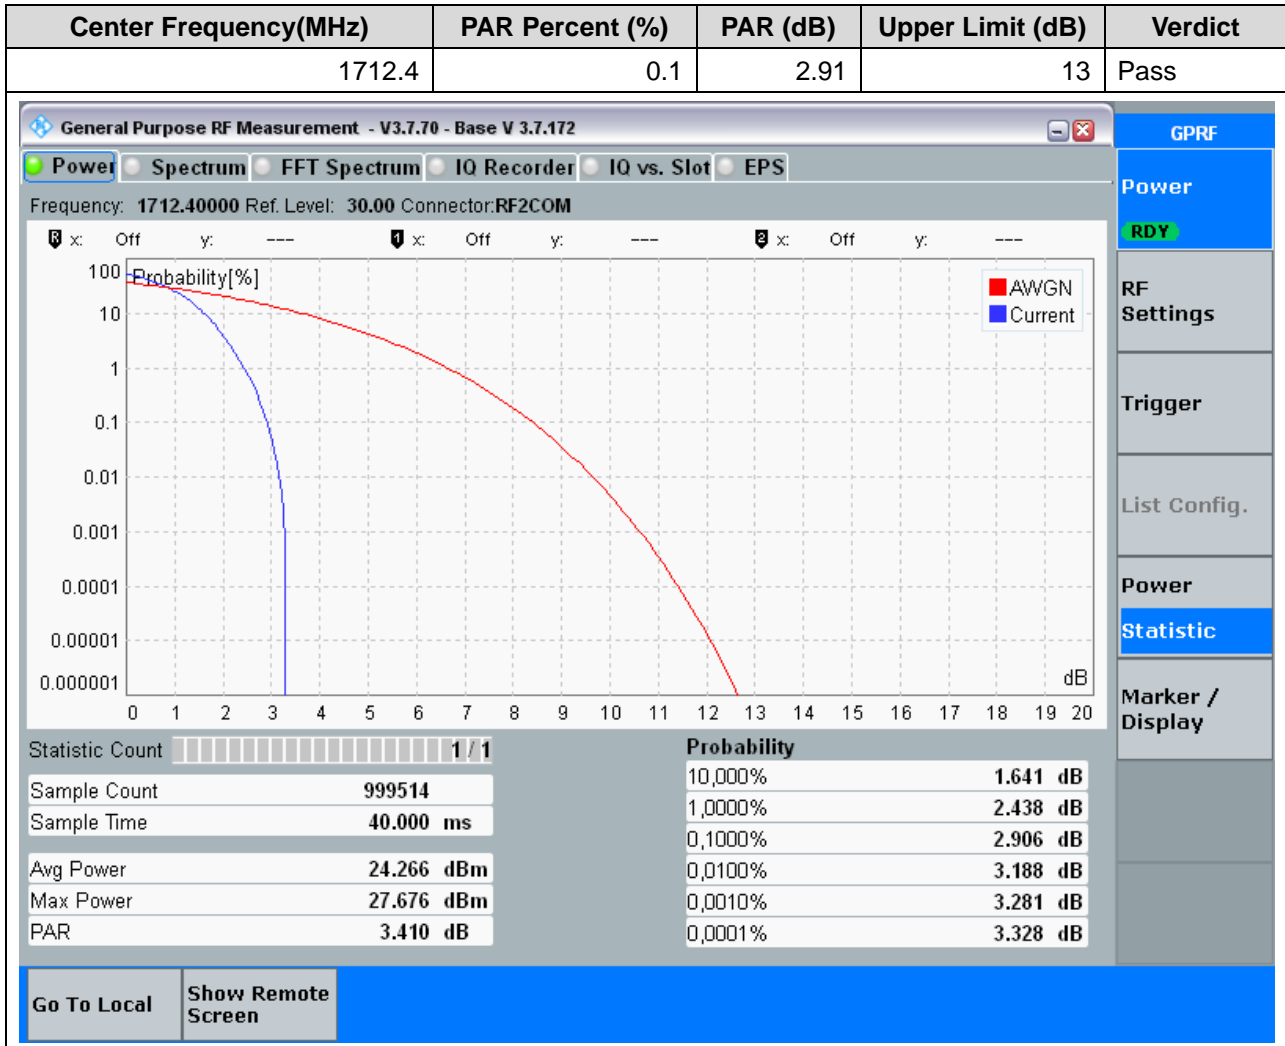 Center Frequency(MHz) PAR Percent (%) PAR (dB) Upper Limit (dB) Verdict
1712.4 0.1 2.91 13 Pass
General Purpose RF Measurement - V3.7.70 - Base V 3.7.172
GPRF
Power Spectrum FFT Spectrum IQ Recorder IQ vs. Slot EPS
Frequency: 1712.40000 Ref. Level: 30.00 Connector:RF2COM
R x: Off y: --- 1 x: Off y: --- 2 x: Off y: ---
Probability[%]
AWGN
Current
100
10
1
0.1
0.01
0.001
0.0001
0.00001
0.000001
dB
0 1 2 3 4 5 6 7 8 9 10 11 12 13 14 15 16 17 18 19 20
Statistic Count 1 / 1
Sample Count 999514
Sample Time 40.000 ms
Avg Power 24.266 dBm
Max Power 27.676 dBm
PAR 3.410 dB
Probability
10,000% 1.641 dB
1,0000% 2.438 dB
0,1000% 2.906 dB
0,0100% 3.188 dB
0,0010% 3.281 dB
0,0001% 3.328 dB
Power
RDY
RF
Settings
Trigger
List Config.
Power
Statistic
Marker /
Display
Go To Local
Show Remote
Screen